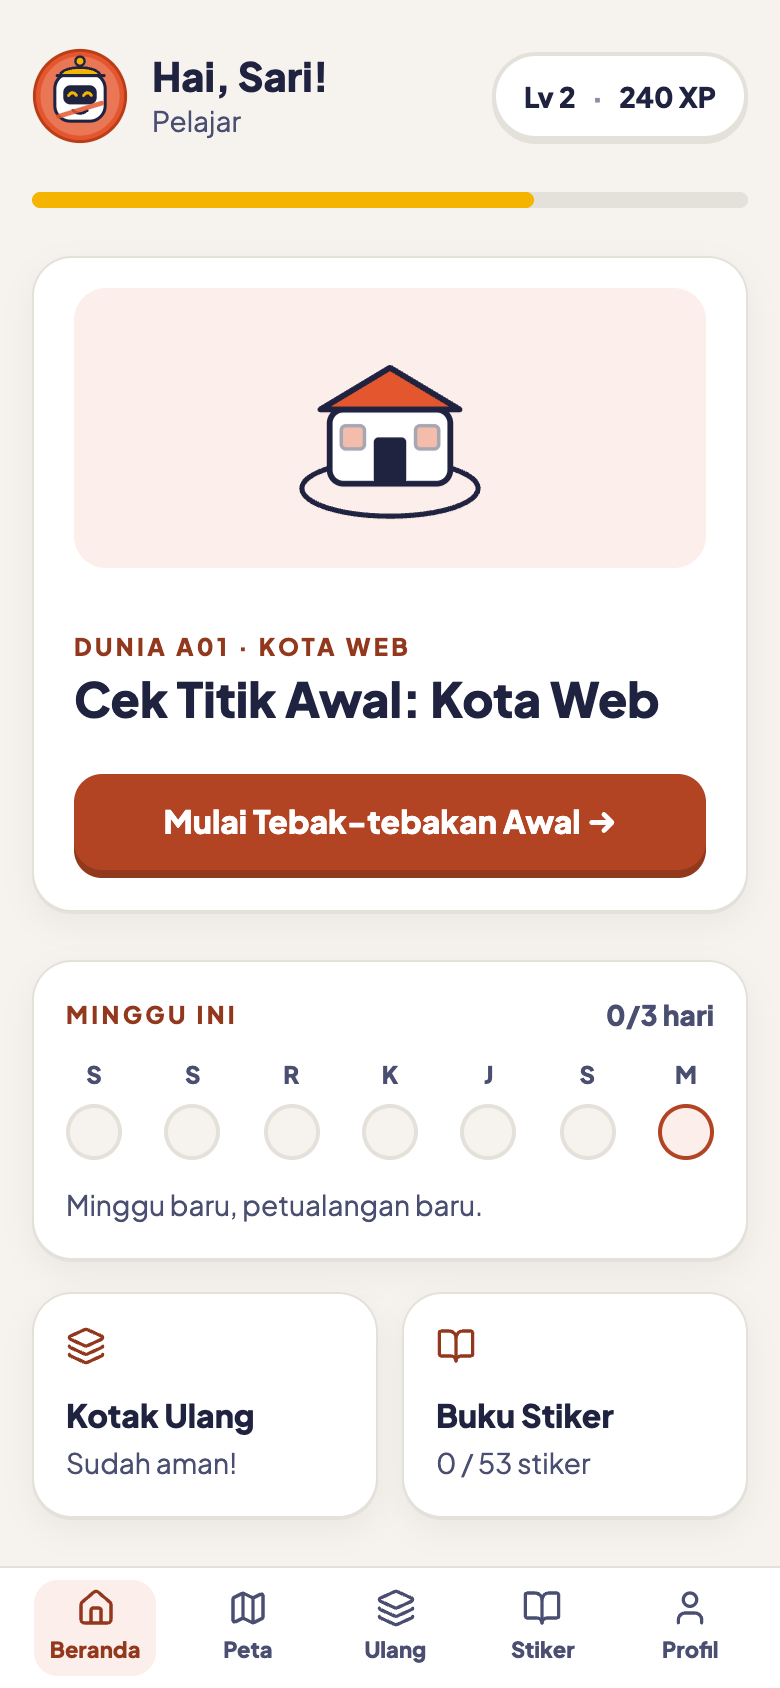 Hai, Sari!
Pelajar
Lv 2 · 240 XP
DUNIA A01 · KOTA WEB
Cek Titik Awal: Kota Web
Mulai Tebak-tebakan Awal →
MINGGU INI
0/3 hari
S S R K J S M
Minggu baru, petualangan baru.
Kotak Ulang
Sudah aman!
Buku Stiker
0 / 53 stiker
Beranda Peta Ulang Stiker Profil